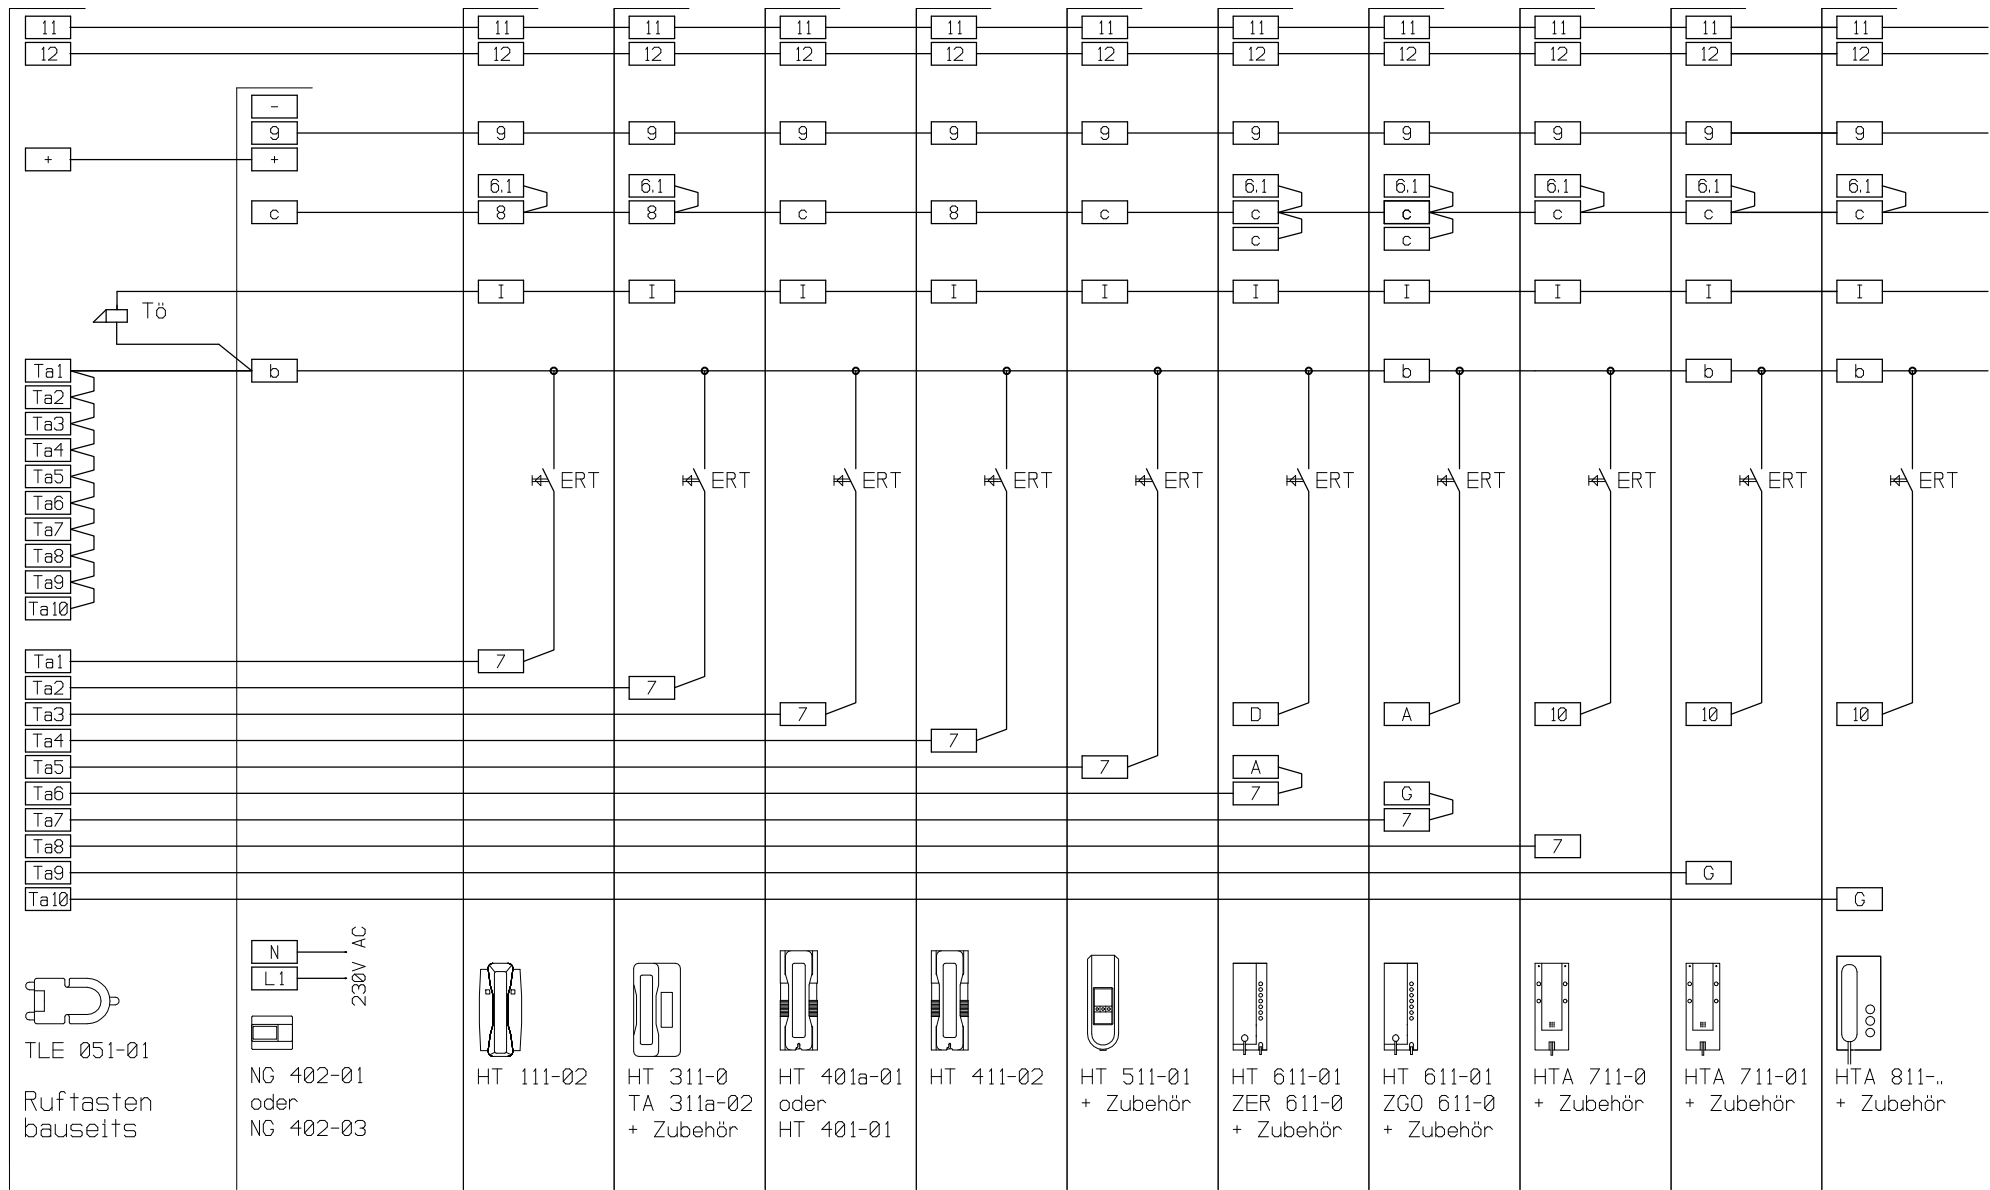 11 11 11 11 11 11 11 11 11 11 11
12 12 12 12 12 12 12 12 12 12 12
-
9 9 9 9 9 9 9 9 9 9 9
+ +
6.1 6.1 6.1 6.1 6.1 6.1 6.1
c 8 8 c 8 c c c c c c
c c
I I I I I I I I I I
Tö
Ta1 b b b b
Ta2
Ta3
Ta4
Ta5 ERT ERT ERT ERT ERT ERT ERT ERT ERT ERT
Ta6
Ta7
Ta8
Ta9
Ta10
Ta1 7
Ta2 7
Ta3 7 D A 10 10 10
Ta4 7
Ta5 7 A
Ta6 7 G
Ta7 7
Ta8 7
Ta9 G
Ta10 G
N
L1
230V AC
TLE 051-01
Ruftasten
bauseits
NG 402-01
oder
NG 402-03
HT 111-02
HT 311-0
TA 311a-02
+ Zubehör
HT 401a-01
oder
HT 401-01
HT 411-02
HT 511-01
+ Zubehör
HT 611-01
ZER 611-0
+ Zubehör
HT 611-01
ZGO 611-0
+ Zubehör
HTA 711-0
+ Zubehör
HTA 711-01
+ Zubehör
HTA 811-..
+ Zubehör